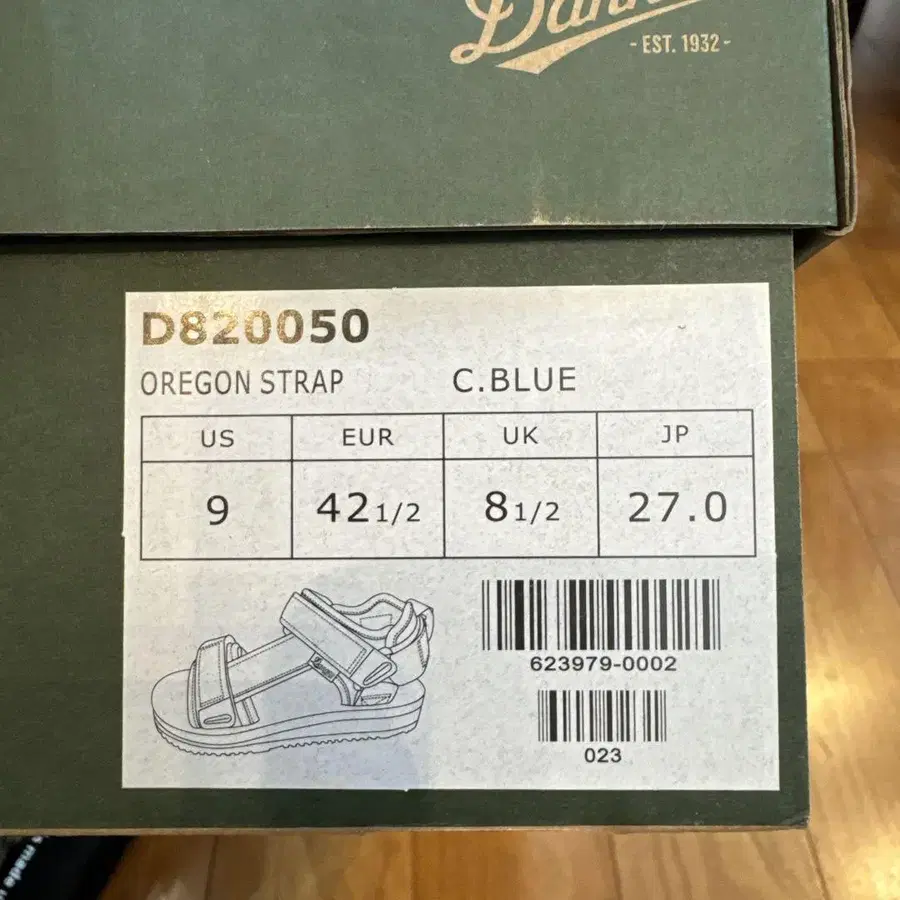 - EST. 1932 -
D820050
OREGON STRAP C.BLUE
US EUR UK JP
9 42 1/2 8 1/2 27.0
623979-0002
023
made